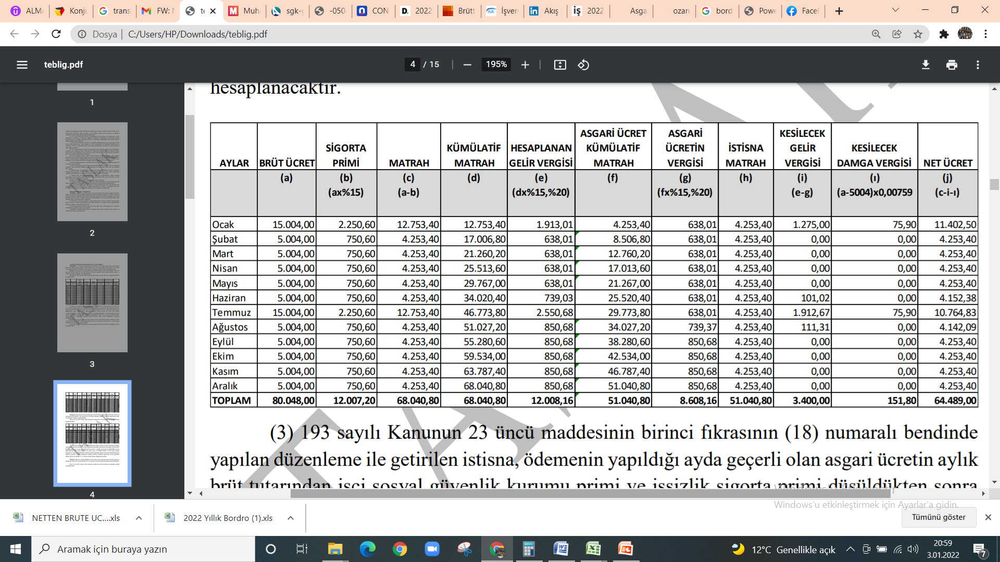 ALMA
Konju
trans
FW: N
te
Muha
sgk-g
-050-
CON
2022
Brütt
İşver
Akış
2022
Asga
ozan
bord
Powe
Facel
Dosya C:/Users/HP/Downloads/teblig.pdf
teblig.pdf
4 / 15
195%
1
2
3
4
hesaplanacaktır.
AYLAR BRÜT ÜCRET SİGORTA PRİMİ MATRAH KÜMÜLATİF MATRAH HESAPLANAN GELİR VERGİSİ ASGARİ ÜCRET KÜMÜLATİF MATRAH ASGARİ ÜCRETİN VERGİSİ İSTİSNA MATRAH KESİLECEK GELİR VERGİSİ KESİLECEK DAMGA VERGİSİ NET ÜCRET
(a) (b) (ax%15) (c) (a-b) (d) (e) (dx%15,%20) (f) (g) (fx%15,%20) (h) (i) (e-g) (ı) (a-5004)x0,00759 (j) (c-i-ı)
Ocak 15.004,00 2.250,60 12.753,40 12.753,40 1.913,01 4.253,40 638,01 4.253,40 1.275,00 75,90 11.402,50
Şubat 5.004,00 750,60 4.253,40 17.006,80 638,01 8.506,80 638,01 4.253,40 0,00 0,00 4.253,40
Mart 5.004,00 750,60 4.253,40 21.260,20 638,01 12.760,20 638,01 4.253,40 0,00 0,00 4.253,40
Nisan 5.004,00 750,60 4.253,40 25.513,60 638,01 17.013,60 638,01 4.253,40 0,00 0,00 4.253,40
Mayıs 5.004,00 750,60 4.253,40 29.767,00 638,01 21.267,00 638,01 4.253,40 0,00 0,00 4.253,40
Haziran 5.004,00 750,60 4.253,40 34.020,40 739,03 25.520,40 638,01 4.253,40 101,02 0,00 4.152,38
Temmuz 15.004,00 2.250,60 12.753,40 46.773,80 2.550,68 29.773,80 638,01 4.253,40 1.912,67 75,90 10.764,83
Ağustos 5.004,00 750,60 4.253,40 51.027,20 850,68 34.027,20 739,37 4.253,40 111,31 0,00 4.142,09
Eylül 5.004,00 750,60 4.253,40 55.280,60 850,68 38.280,60 850,68 4.253,40 0,00 0,00 4.253,40
Ekim 5.004,00 750,60 4.253,40 59.534,00 850,68 42.534,00 850,68 4.253,40 0,00 0,00 4.253,40
Kasım 5.004,00 750,60 4.253,40 63.787,40 850,68 46.787,40 850,68 4.253,40 0,00 0,00 4.253,40
Aralık 5.004,00 750,60 4.253,40 68.040,80 850,68 51.040,80 850,68 4.253,40 0,00 0,00 4.253,40
TOPLAM 80.048,00 12.007,20 68.040,80 68.040,80 12.008,16 51.040,80 8.608,16 51.040,80 3.400,00 151,80 64.489,00
(3) 193 sayılı Kanunun 23 üncü maddesinin birinci fıkrasının (18) numaralı bendinde
yapılan düzenleme ile getirilen istisna, ödemenin yapıldığı ayda geçerli olan asgari ücretin aylık
brüt tutarından işçi sosyal güvenlik kurumu primi ve işsizlik sigorta primi düşüldükten sonra
Windows'u etkinleştirmek için Ayarlar'a gidin.
NETTEN BRUTE UC....xls
2022 Yıllık Bordro (1).xls
Tümünü göster
Aramak için buraya yazın
12°C Genellikle açık
20:59
3.01.2022
7